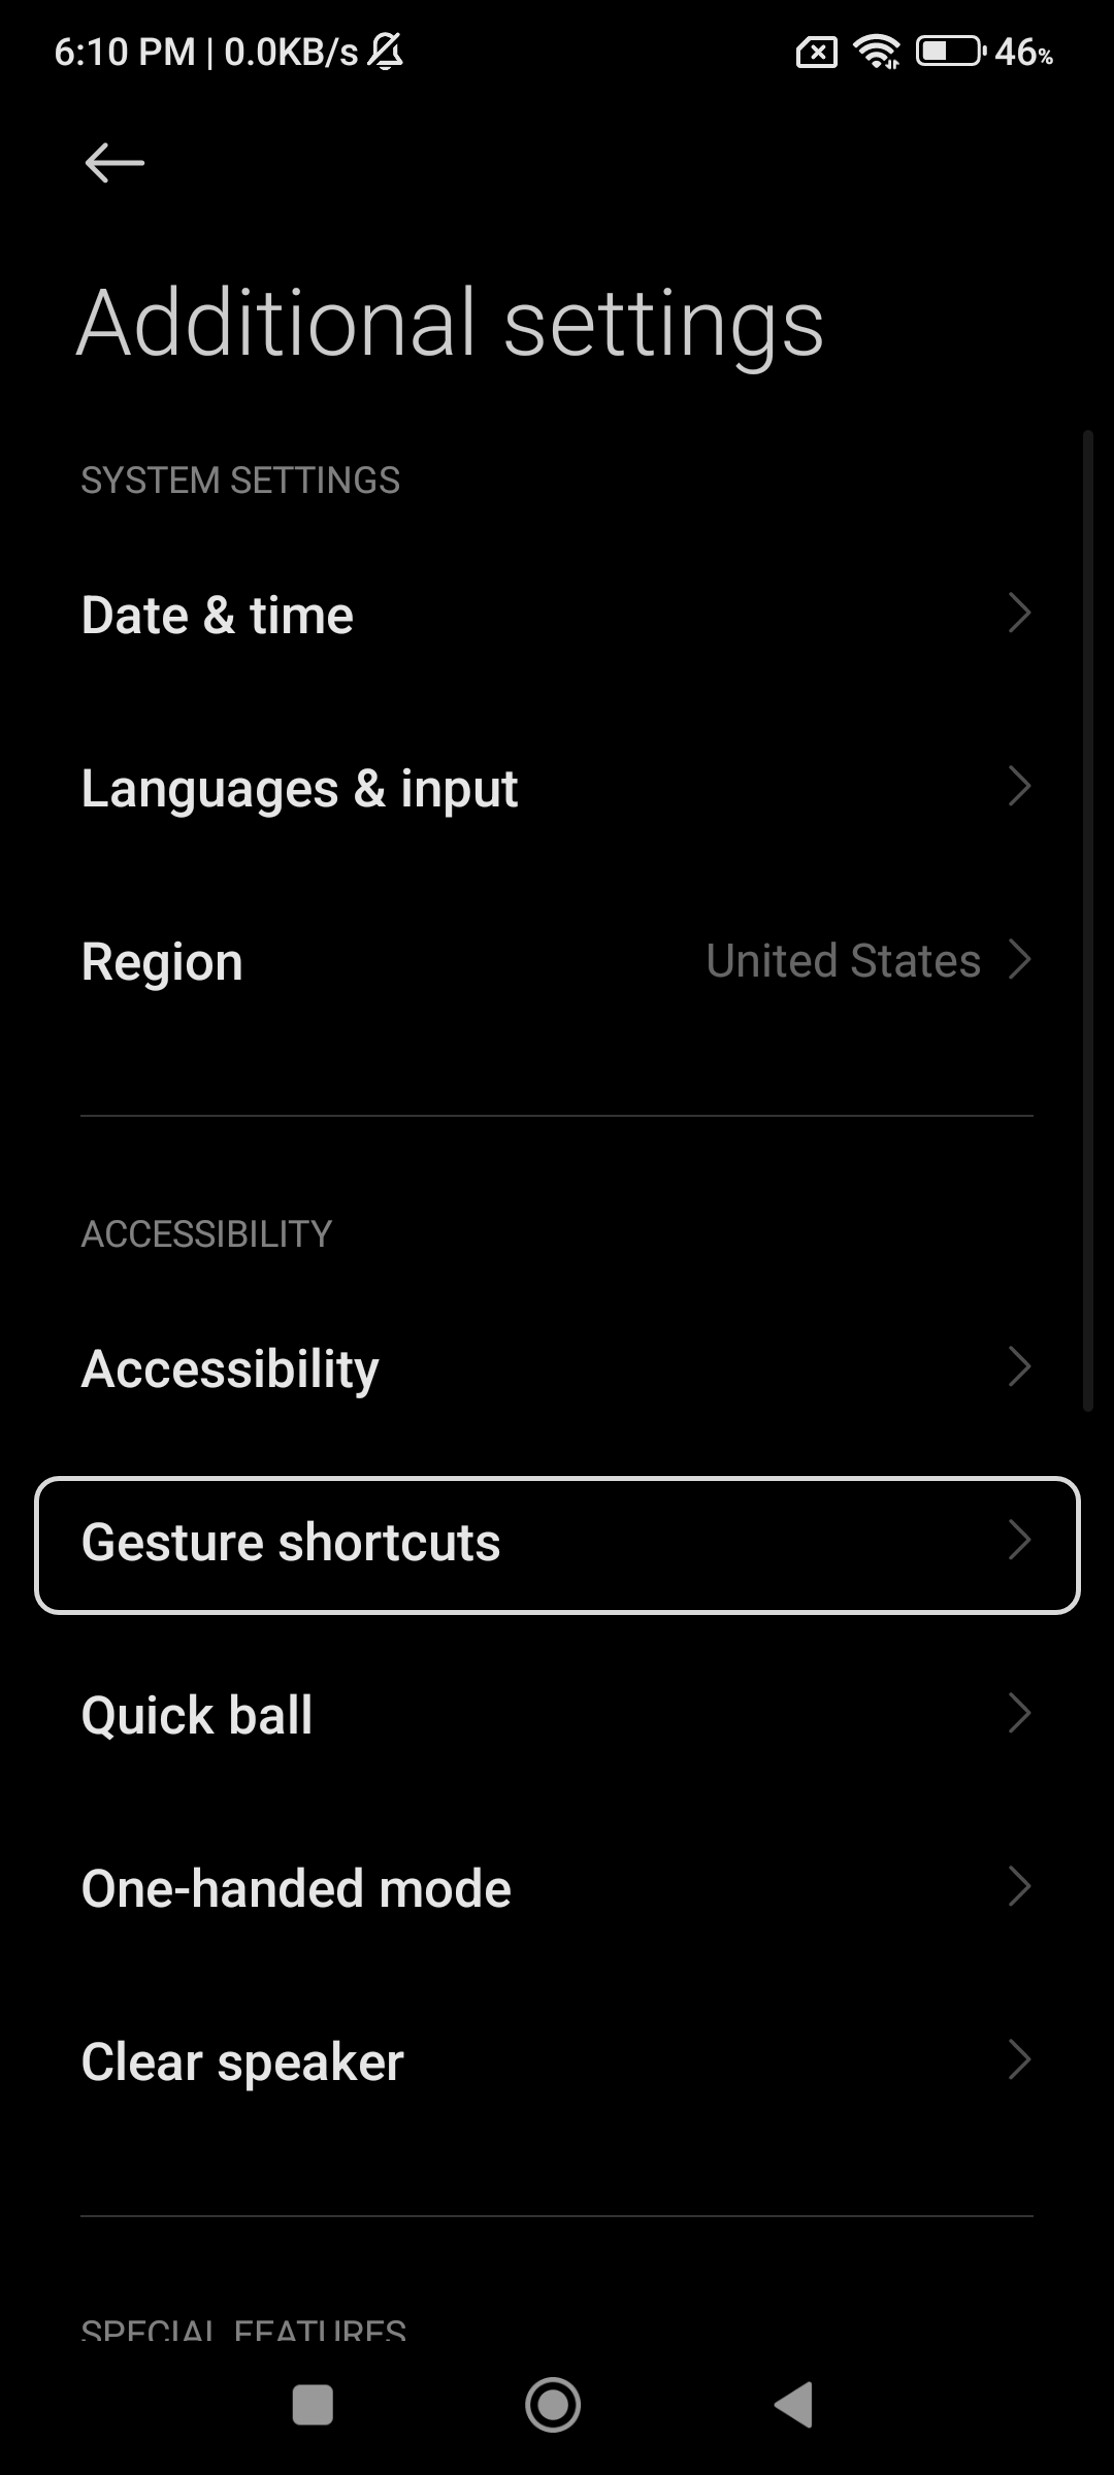 6:10 PM | 0.0KB/s 46%
Additional settings
SYSTEM SETTINGS
Date & time
Languages & input
Region United States
ACCESSIBILITY
Accessibility
Gesture shortcuts
Quick ball
One-handed mode
Clear speaker
SPECIAL FEATURES